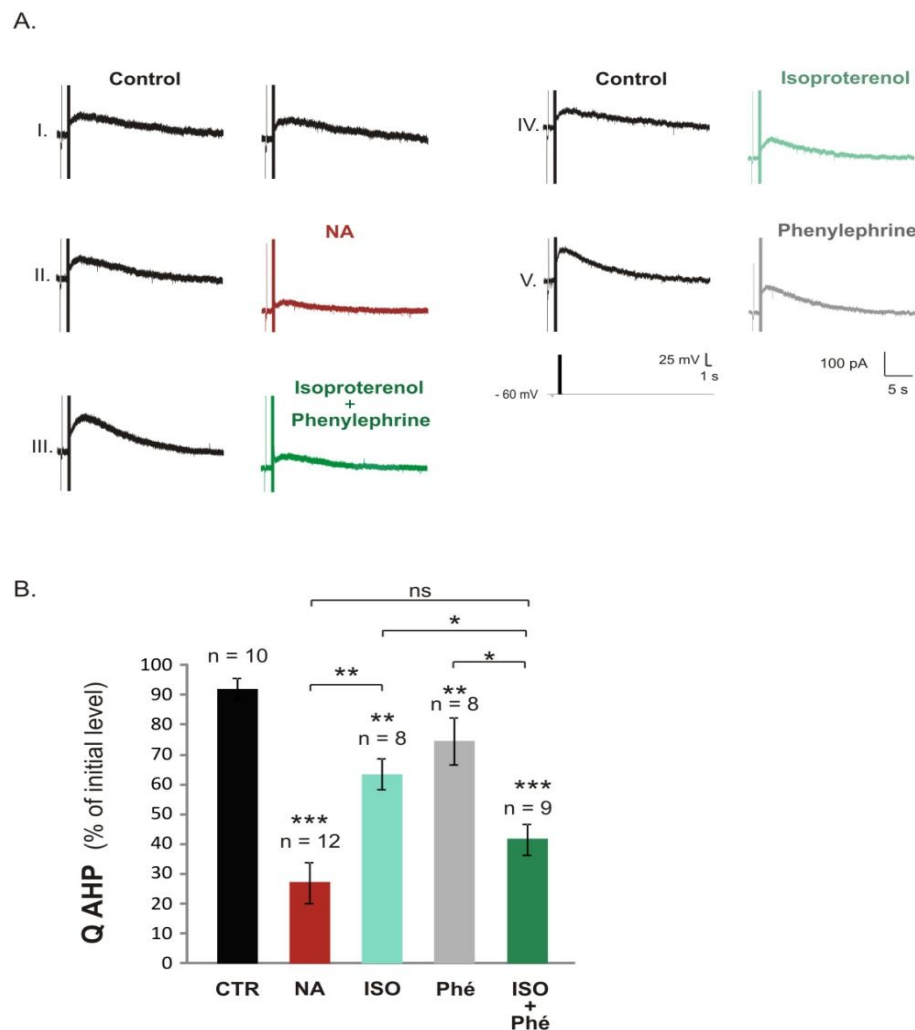 A.
Control
I.
NA
II.
Isoproterenol
+
Phenylephrine
III.
Control
Isoproterenol
IV.
Phenylephrine
V.
25 mV
1 s
- 60 mV
100 pA
5 s
B.
ns
*
*
n = 10
**
**
n = 8
**
n = 8
***
n = 12
***
n = 9
Q AHP (% of initial level)
100
90
80
70
60
50
40
30
20
10
0
CTR
NA
ISO
Phé
ISO
+
Phé